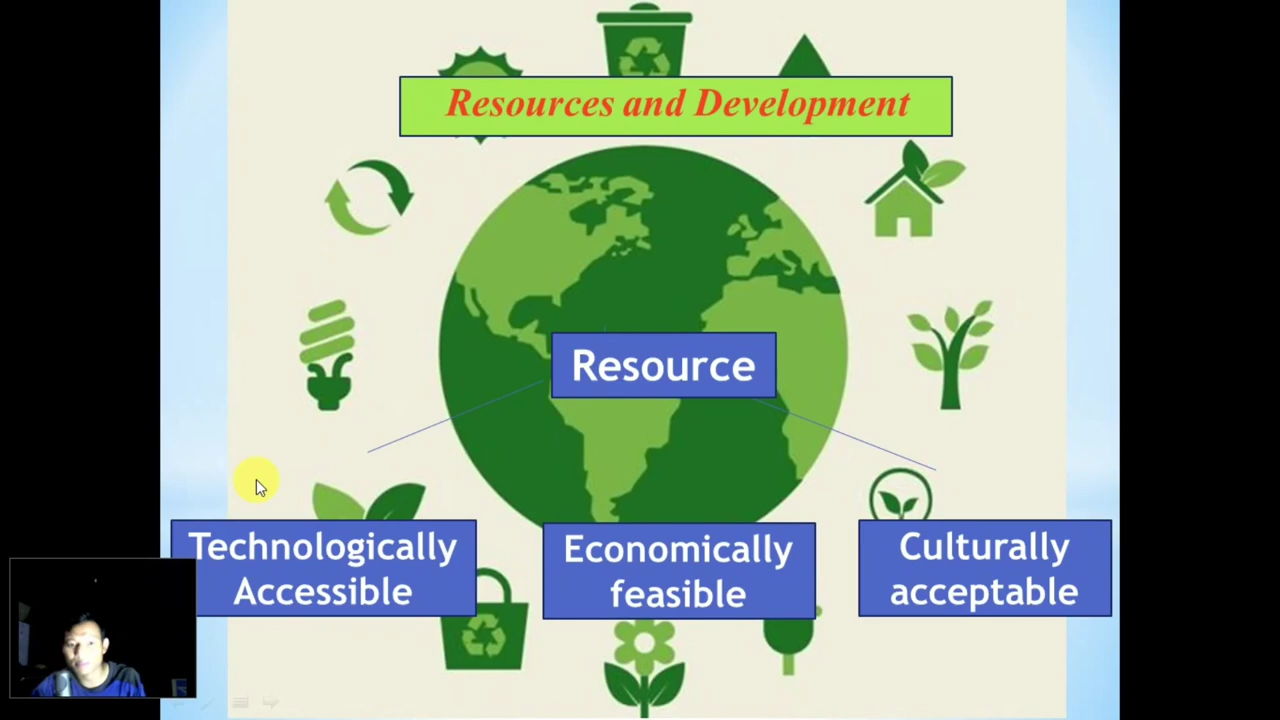 Resources and Development
Resource
Technologically
Accessible
Economically
feasible
Culturally
acceptable